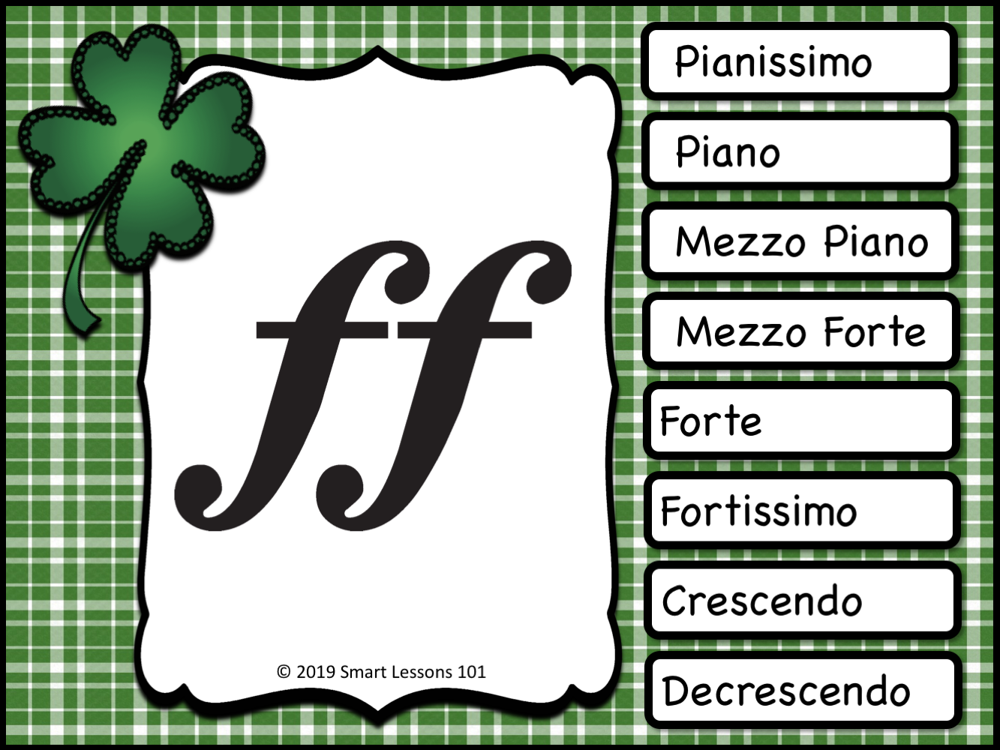 ff
© 2019 Smart Lessons 101
Pianissimo
Piano
Mezzo Piano
Mezzo Forte
Forte
Fortissimo
Crescendo
Decrescendo